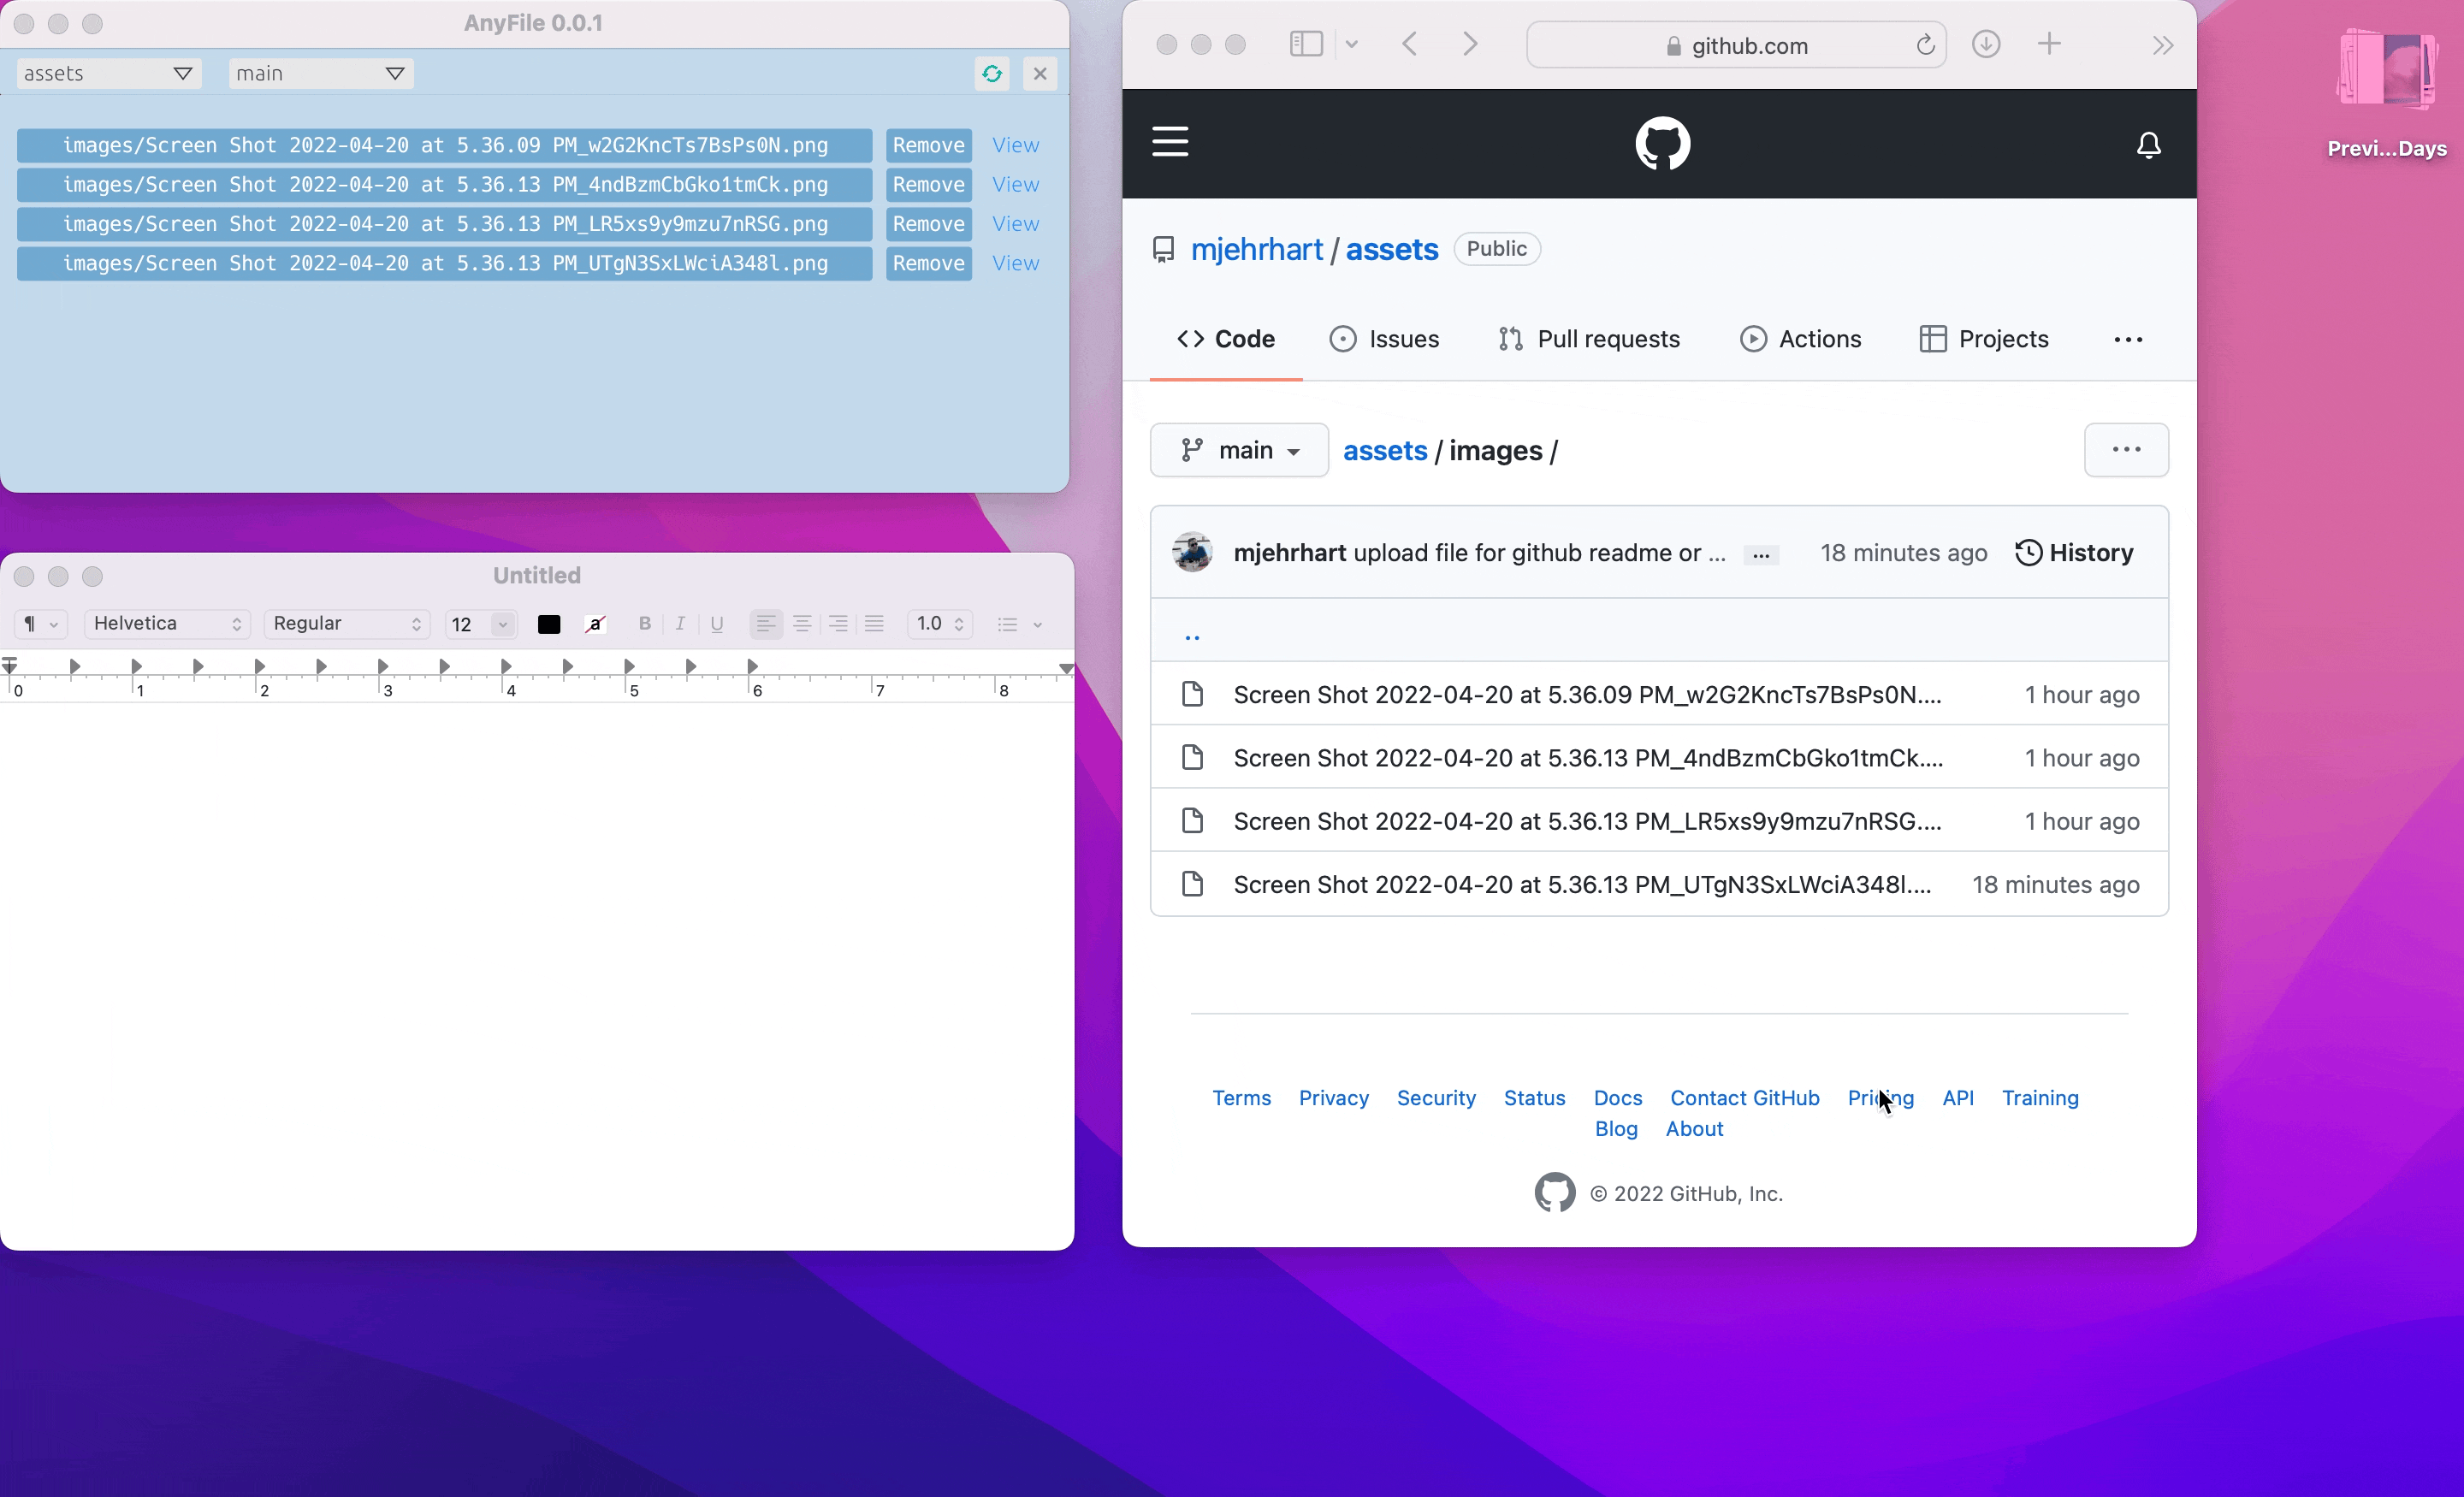 AnyFile 0.0.1
assets
main
images/Screen Shot 2022-04-20 at 5.36.09 PM_w2G2KncTs7BsPs0N.png Remove View
images/Screen Shot 2022-04-20 at 5.36.13 PM_4ndBzmCbGko1tmCk.png Remove View
images/Screen Shot 2022-04-20 at 5.36.13 PM_LR5xs9y9mzu7nRSG.png Remove View
images/Screen Shot 2022-04-20 at 5.36.13 PM_UTgN3SxLWciA348l.png Remove View
Untitled
¶ Helvetica Regular 12 a B I U 1.0
0 1 2 3 4 5 6 7 8
github.com
mjehrhart / assets Public
Code Issues Pull requests Actions Projects ...
main assets / images / ...
mjehrhart upload file for github readme or ... ... 18 minutes ago History
..
Screen Shot 2022-04-20 at 5.36.09 PM_w2G2KncTs7BsPs0N.... 1 hour ago
Screen Shot 2022-04-20 at 5.36.13 PM_4ndBzmCbGko1tmCk.... 1 hour ago
Screen Shot 2022-04-20 at 5.36.13 PM_LR5xs9y9mzu7nRSG.... 1 hour ago
Screen Shot 2022-04-20 at 5.36.13 PM_UTgN3SxLWciA348l.... 18 minutes ago
Terms Privacy Security Status Docs Contact GitHub Pricing API Training
Blog About
© 2022 GitHub, Inc.
Previ...Days